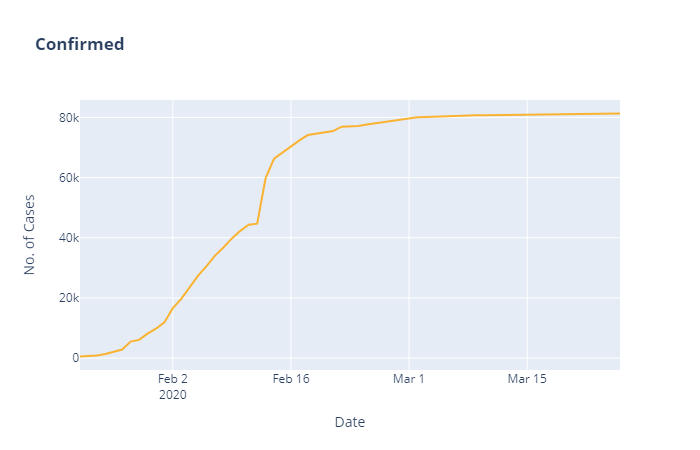 Confirmed
80k
60k
40k
20k
0
No. of Cases
Feb 2
2020
Feb 16
Mar 1
Mar 15
Date